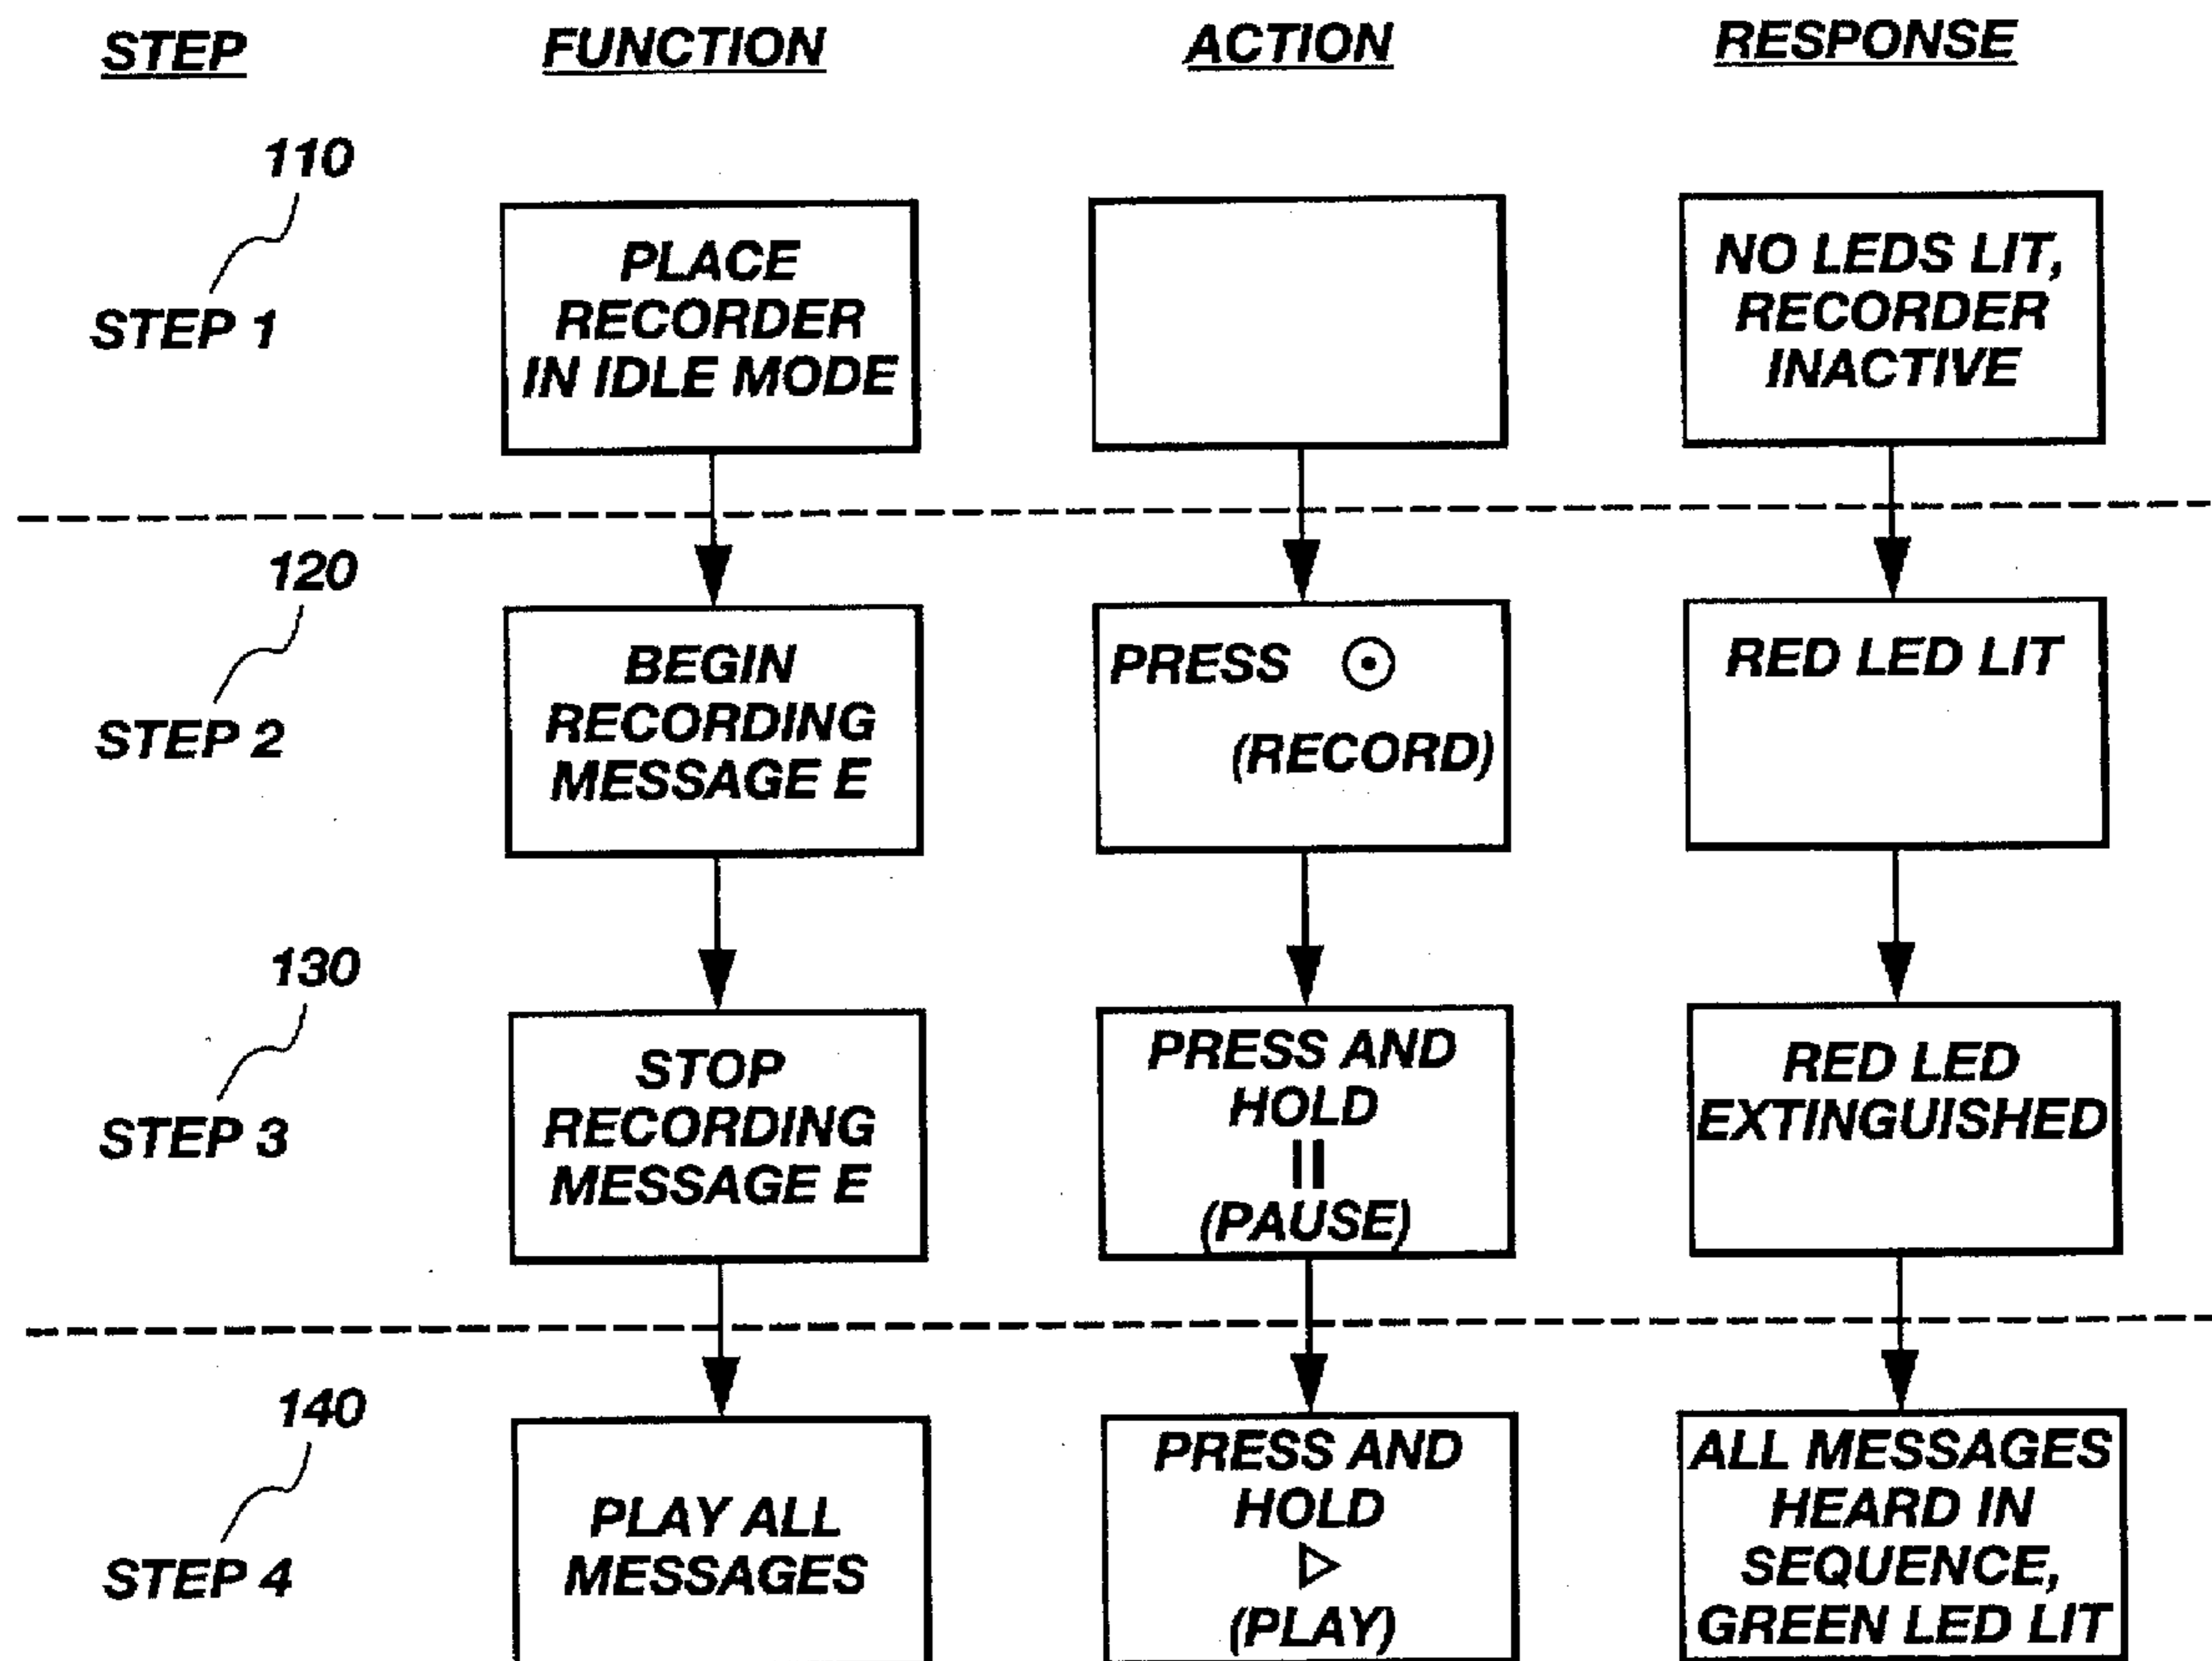 STEP FUNCTION ACTION RESPONSE
110
STEP 1
PLACE
RECORDER
IN IDLE MODE
NO LEDS LIT,
RECORDER
INACTIVE
120
STEP 2
BEGIN
RECORDING
MESSAGE E
PRESS
(RECORD)
RED LED LIT
130
STEP 3
STOP
RECORDING
MESSAGE E
PRESS AND
HOLD
(PAUSE)
RED LED
EXTINGUISHED
140
STEP 4
PLAY ALL
MESSAGES
PRESS AND
HOLD
(PLAY)
ALL MESSAGES
HEARD IN
SEQUENCE,
GREEN LED LIT